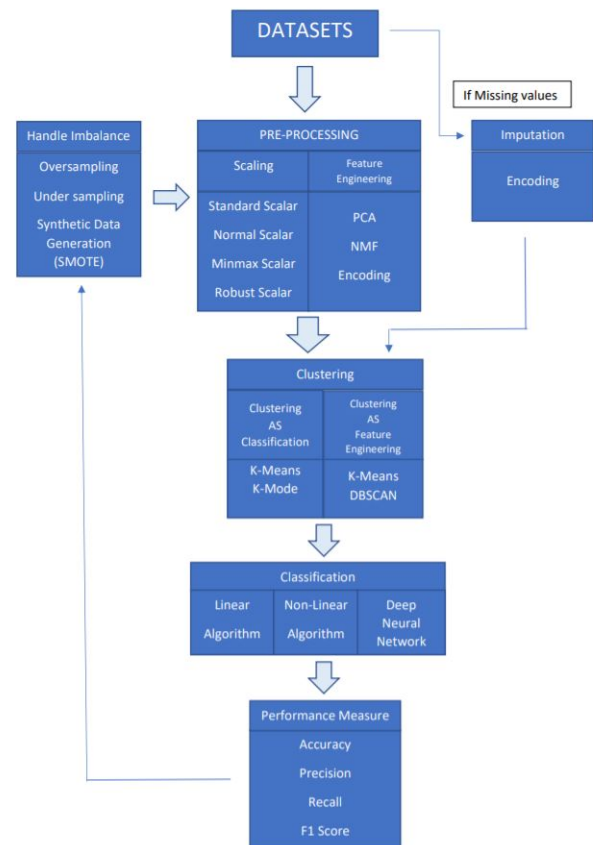 DATASETS
If Missing values
Handle Imbalance
Oversampling
Under sampling
Synthetic Data
Generation
(SMOTE)
PRE-PROCESSING
Scaling
Feature
Engineering
Standard Scalar
Normal Scalar
Minmax Scalar
Robust Scalar
PCA
NMF
Encoding
Imputation
Encoding
Clustering
Clustering
AS
Classification
Clustering
AS
Feature
Engineering
K-Means
K-Mode
K-Means
DBSCAN
Classification
Linear
Algorithm
Non-Linear
Algorithm
Deep
Neural
Network
Performance Measure
Accuracy
Precision
Recall
F1 Score